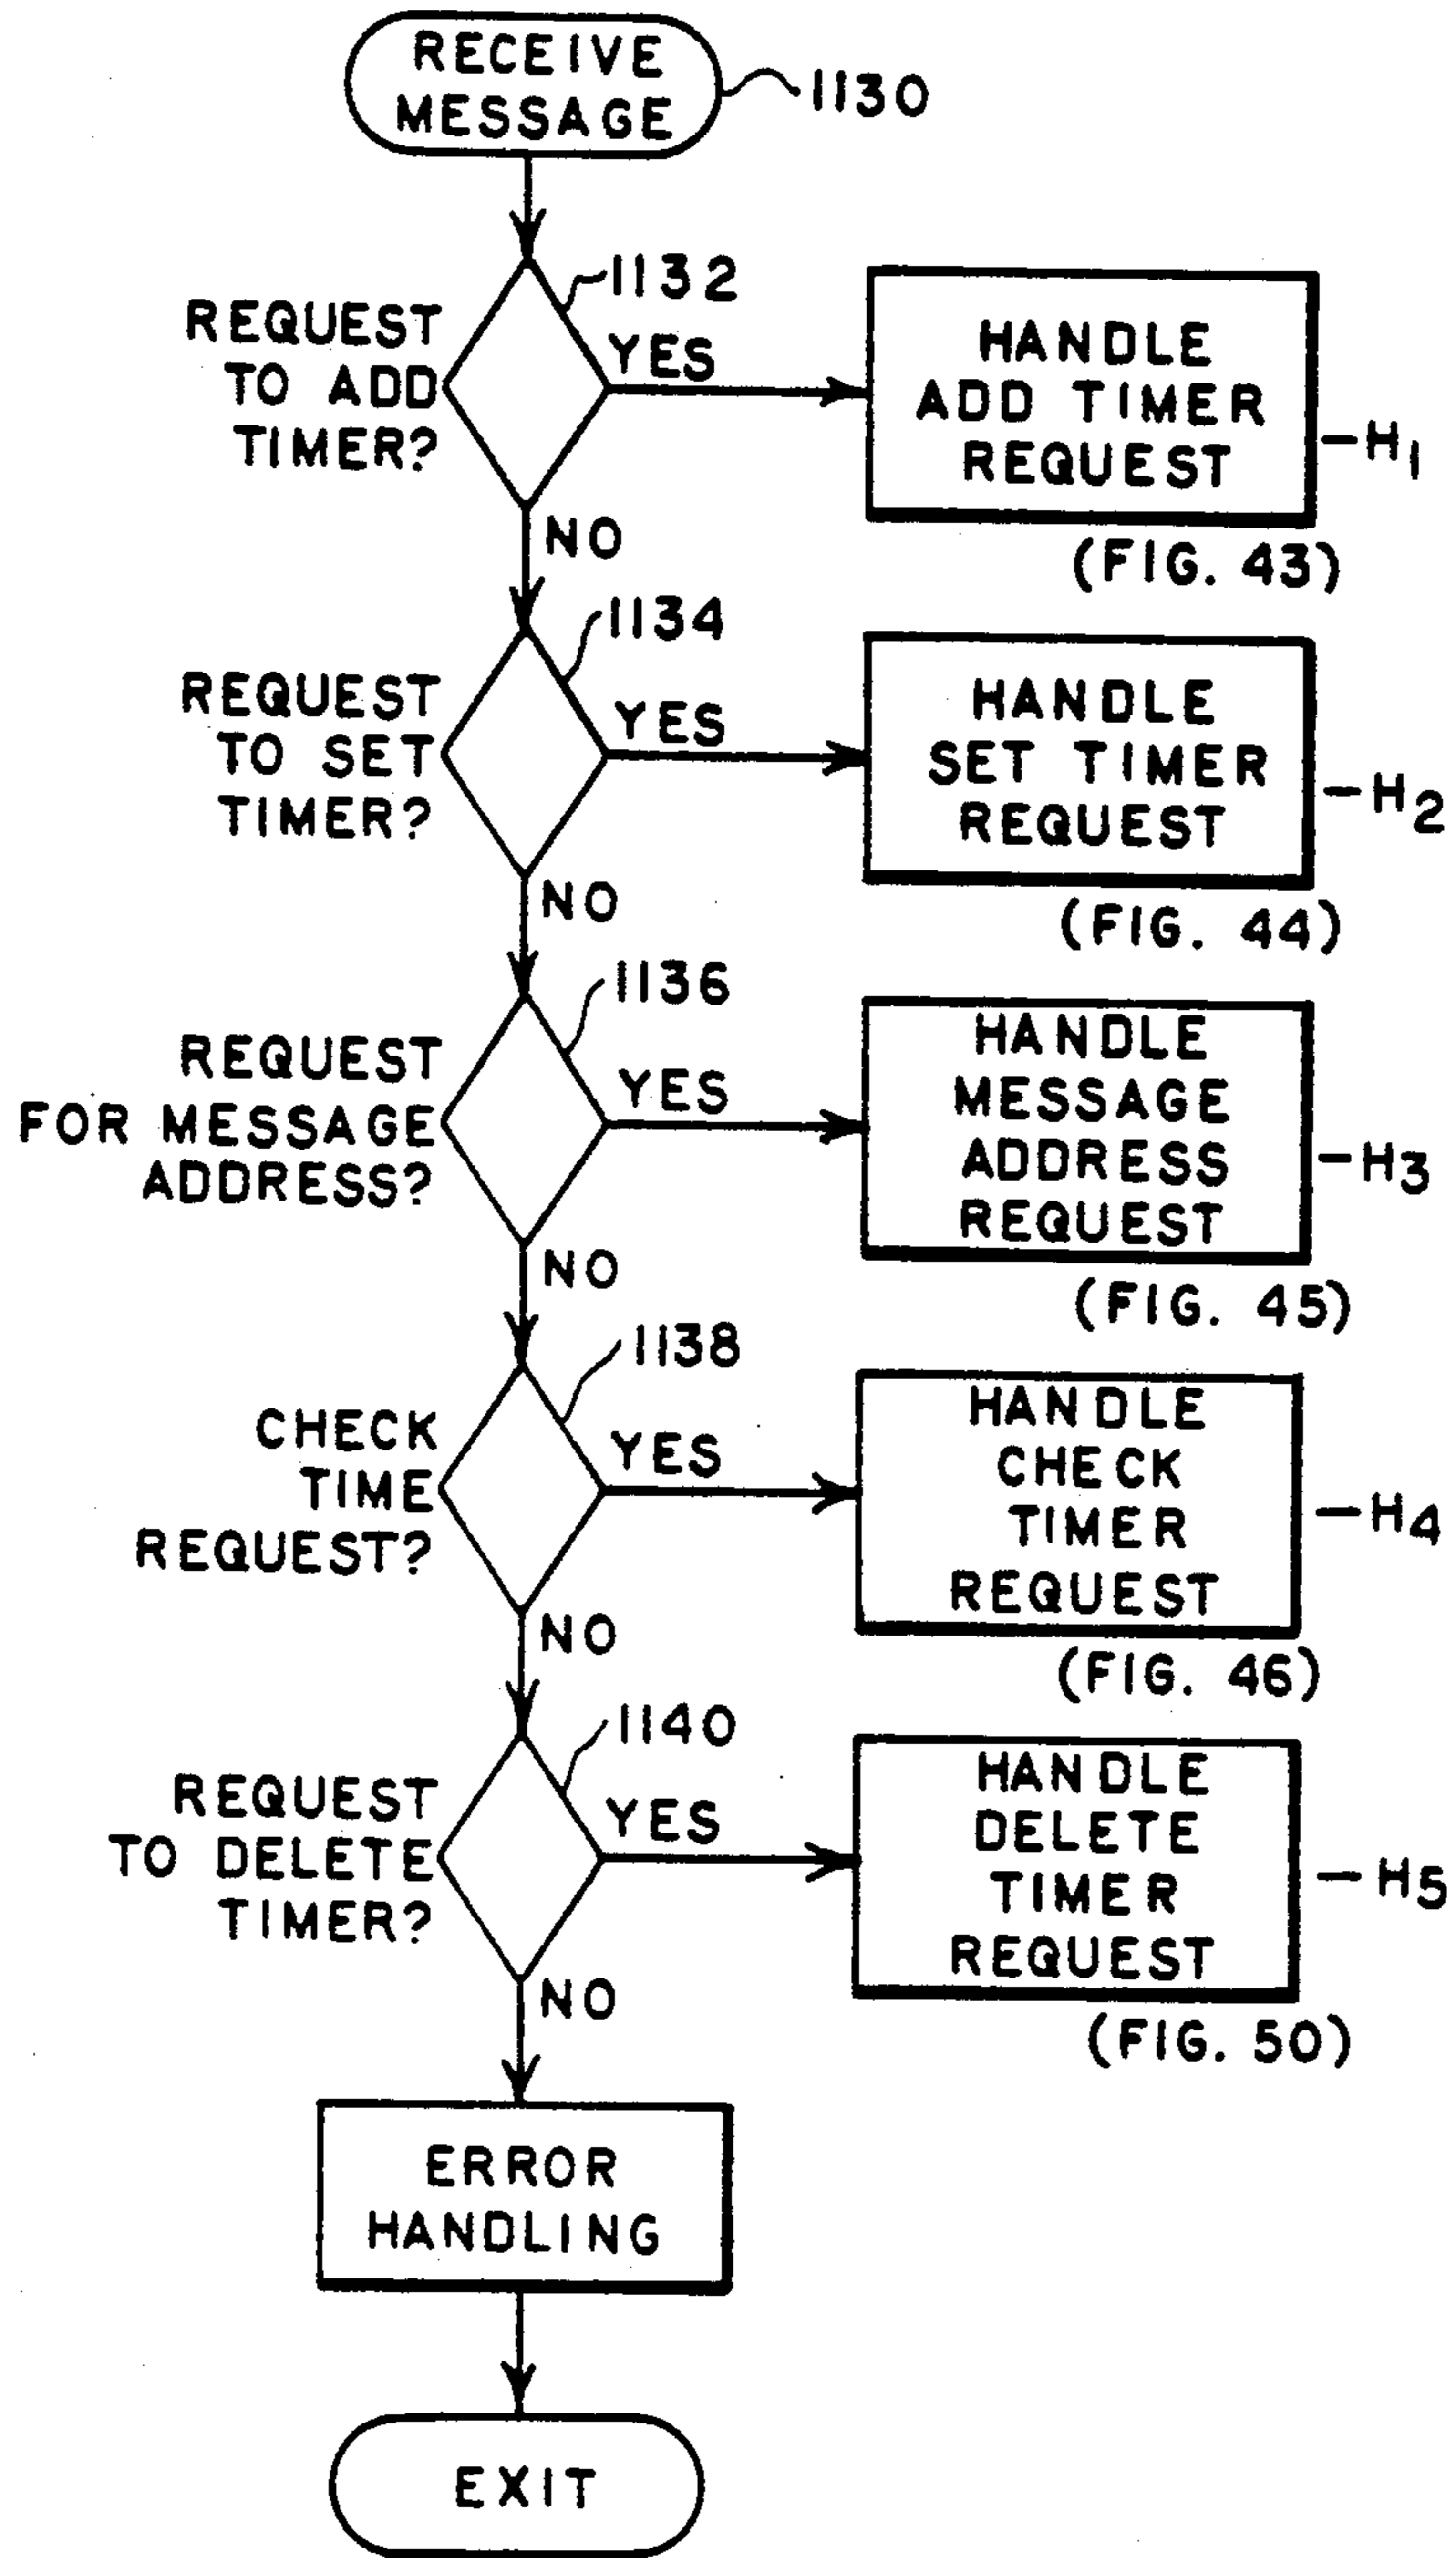 RECEIVE
MESSAGE
1130
1132
REQUEST
TO ADD
TIMER?
YES
HANDLE
ADD TIMER
REQUEST
H1
(FIG. 43)
NO
1134
REQUEST
TO SET
TIMER?
YES
HANDLE
SET TIMER
REQUEST
H2
(FIG. 44)
NO
1136
REQUEST
FOR MESSAGE
ADDRESS?
YES
HANDLE
MESSAGE
ADDRESS
REQUEST
H3
(FIG. 45)
NO
1138
CHECK
TIME
REQUEST?
YES
HANDLE
CHECK
TIMER
REQUEST
H4
(FIG. 46)
NO
1140
REQUEST
TO DELETE
TIMER?
YES
HANDLE
DELETE
TIMER
REQUEST
H5
(FIG. 50)
NO
ERROR
HANDLING
EXIT